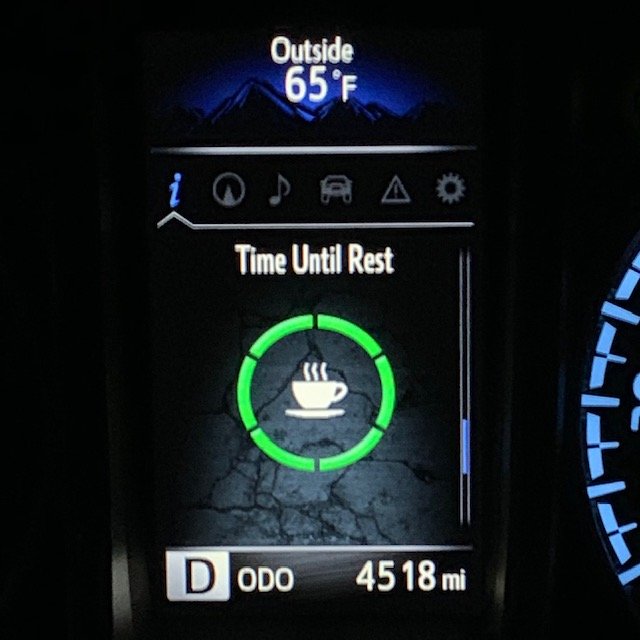 Outside
65°F
i
Time Until Rest
D ODO 4518 mi